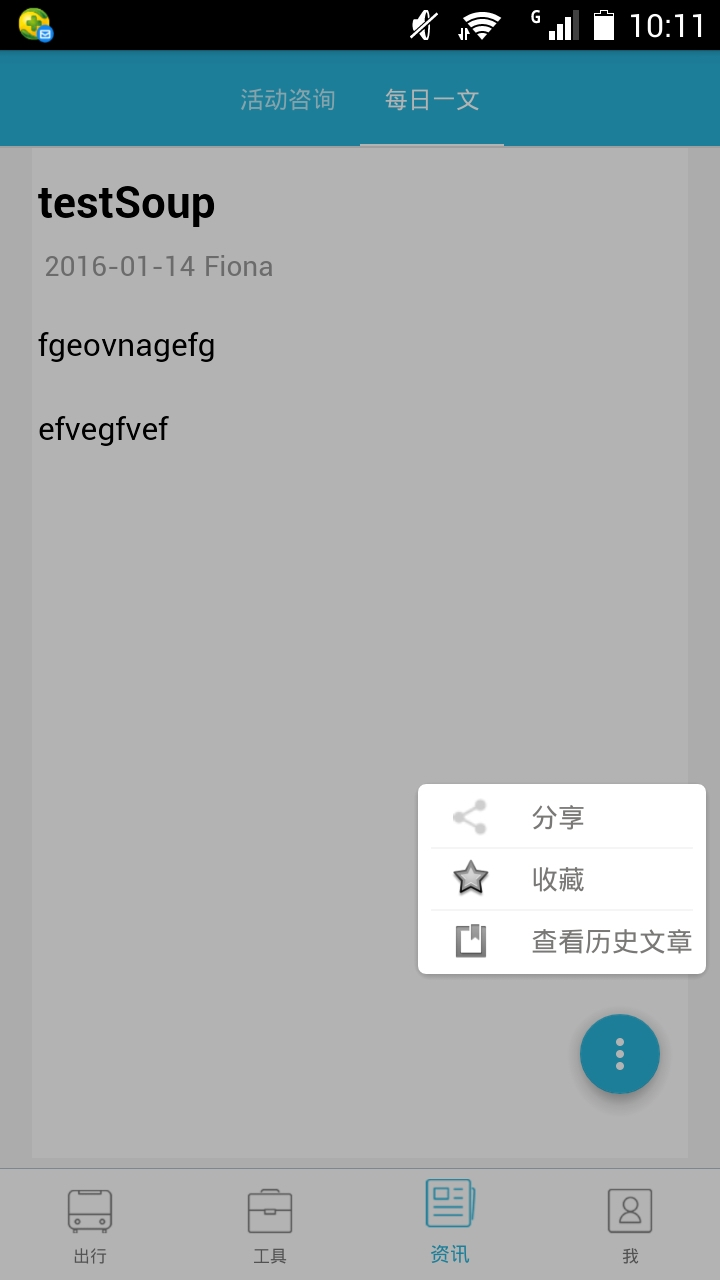 G 10:11
活动咨询 每日一文
testSoup
2016-01-14 Fiona
fgeovnagefg
efvegfvef
分享
收藏
查看历史文章
出行 工具 资讯 我